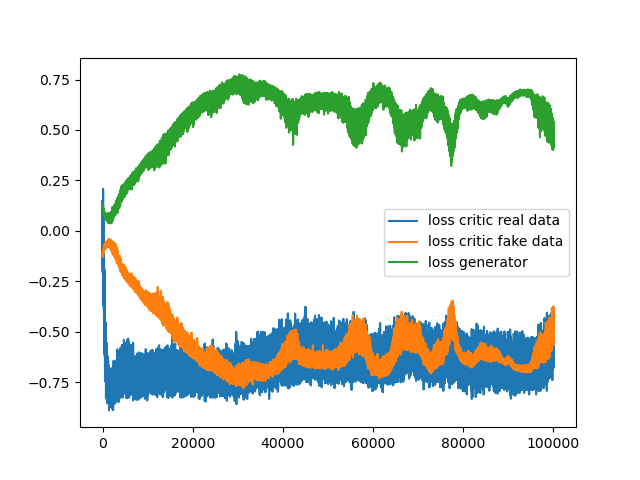 0.75
0.50
0.25
0.00
−0.25
−0.50
−0.75
loss critic real data
loss critic fake data
loss generator
0 20000 40000 60000 80000 100000